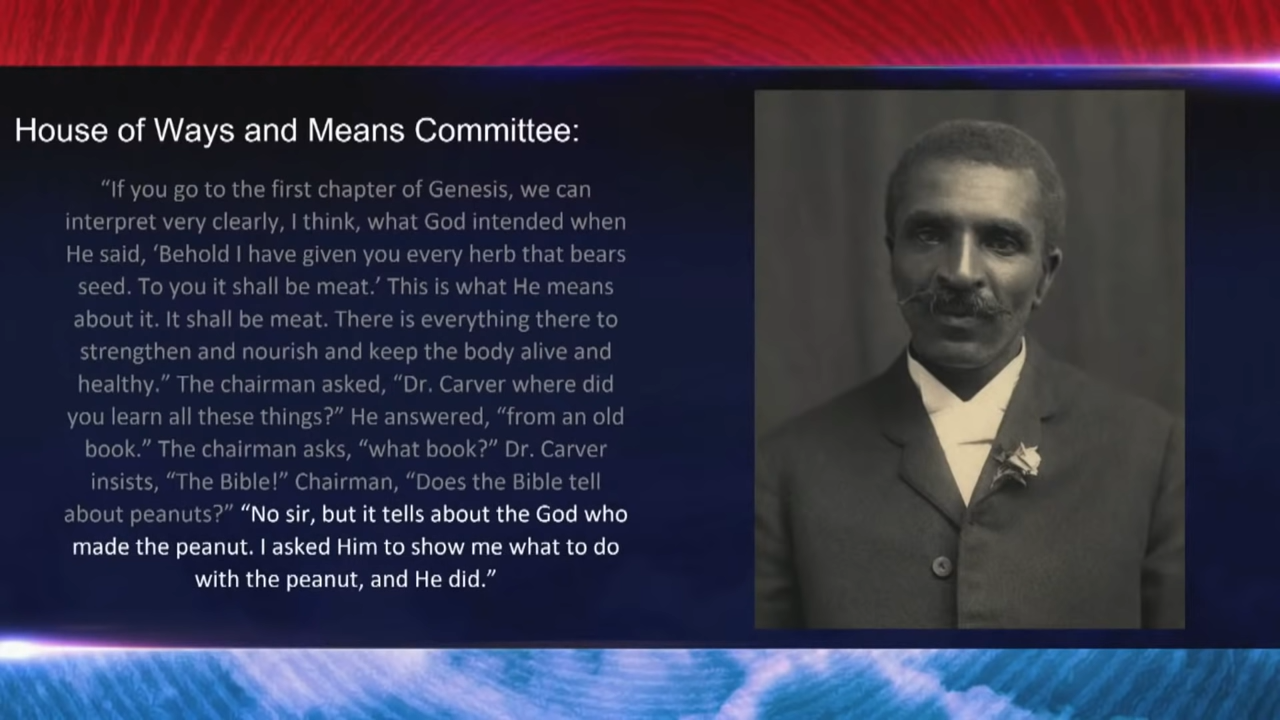 House of Ways and Means Committee:
“If you go to the first chapter of Genesis, we can
interpret very clearly, I think, what God intended when
He said, ‘Behold I have given you every herb that bears
seed. To you it shall be meat.’ This is what He means
about it. It shall be meat. There is everything there to
strengthen and nourish and keep the body alive and
healthy.” The chairman asked, “Dr. Carver where did
you learn all these things?” He answered, “from an old
book.” The chairman asks, “what book?” Dr. Carver
insists, “The Bible!” Chairman, “Does the Bible tell
about peanuts?” “No sir, but it tells about the God who
made the peanut. I asked Him to show me what to do
with the peanut, and He did.”